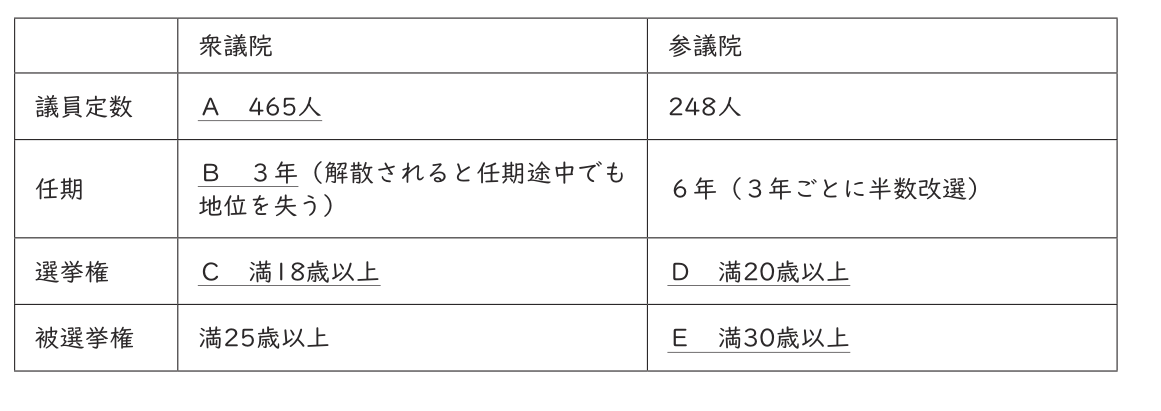 衆議院 参議院
議員定数 A 465人 248人
任期 B 3年（解散されると任期途中でも
地位を失う） 6年（3年ごとに半数改選）
選挙権 C 満18歳以上 D 満20歳以上
被選挙権 満25歳以上 E 満30歳以上